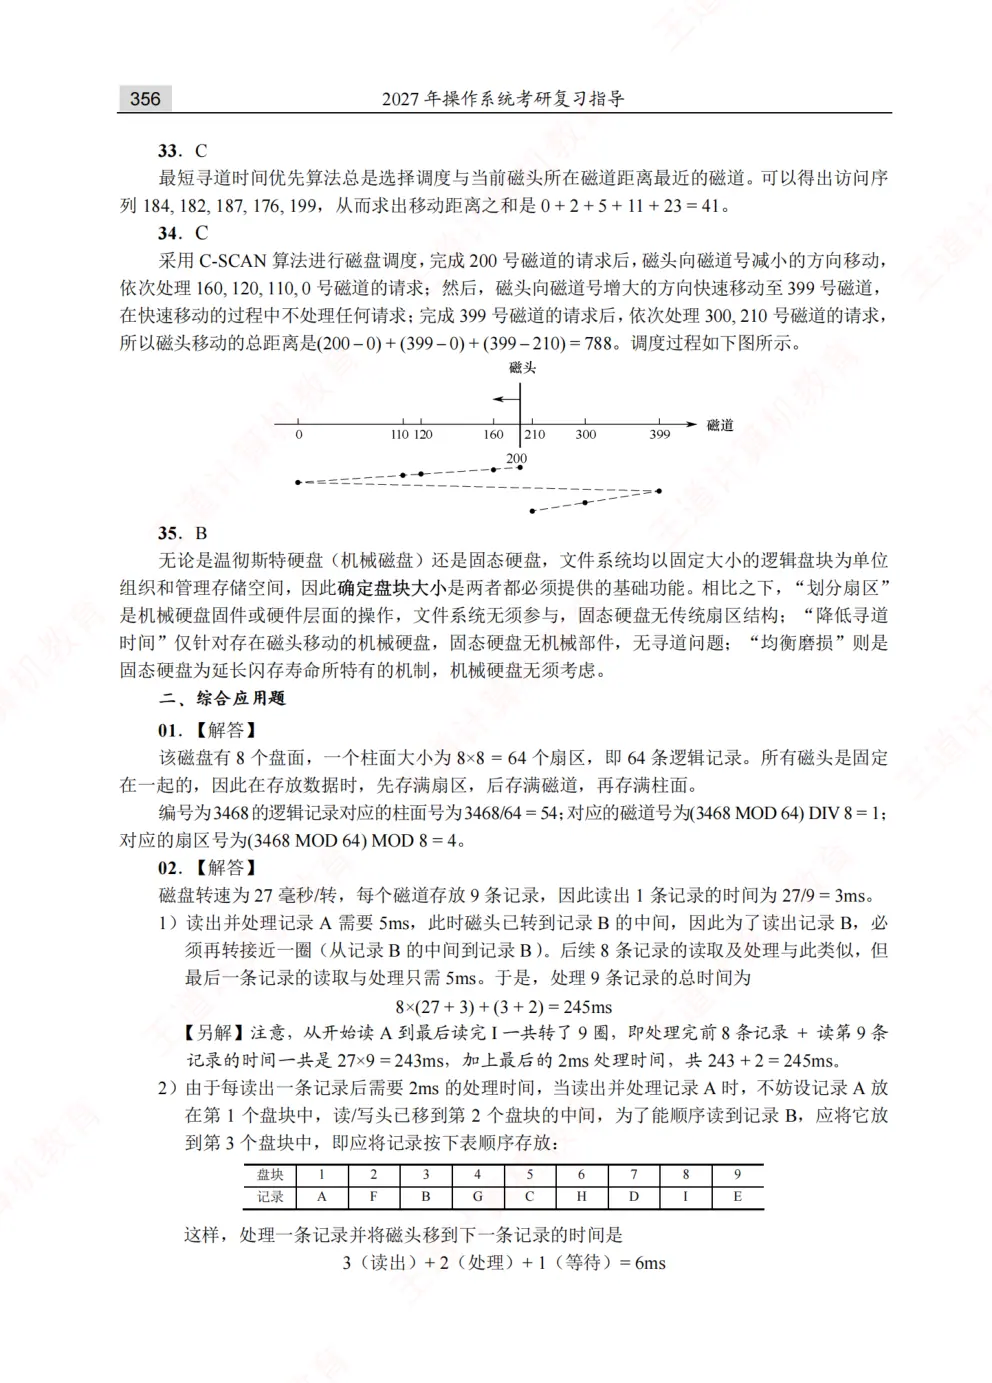 356
2027 年操作系统考研复习指导
33．C
最短寻道时间优先算法总是选择调度与当前磁头所在磁道距离最近的磁道。可以得出访问序
列 184, 182, 187, 176, 199，从而求出移动距离之和是 0 + 2 + 5 + 11 + 23 = 41。
34．C
采用 C-SCAN 算法进行磁盘调度，完成 200 号磁道的请求后，磁头向磁道号减小的方向移动，
依次处理 160, 120, 110, 0 号磁道的请求；然后，磁头向磁道号增大的方向快速移动至 399 号磁道，
在快速移动的过程中不处理任何请求；完成 399 号磁道的请求后，依次处理 300, 210 号磁道的请求，
所以磁头移动的总距离是(200 – 0) + (399 – 0) + (399 – 210) = 788。调度过程如下图所示。
磁头
磁道
0 110 120 160 210 300 399
200
35．B
无论是温彻斯特硬盘（机械磁盘）还是固态硬盘，文件系统均以固定大小的逻辑盘块为单位
组织和管理存储空间，因此确定盘块大小是两者都必须提供的基础功能。相比之下，“划分扇区”
是机械硬盘固件或硬件层面的操作，文件系统无须参与，固态硬盘无传统扇区结构；“降低寻道
时间”仅针对存在磁头移动的机械硬盘，固态硬盘无机械部件，无寻道问题；“均衡磨损”则是
固态硬盘为延长闪存寿命所特有的机制，机械硬盘无须考虑。
二、综合应用题
01．【解答】
该磁盘有 8 个盘面，一个柱面大小为 8×8 = 64 个扇区，即 64 条逻辑记录。所有磁头是固定
在一起的，因此在存放数据时，先存满扇区，后存满磁道，再存满柱面。
编号为 3468 的逻辑记录对应的柱面号为 3468/64 = 54；对应的磁道号为(3468 MOD 64) DIV 8 = 1；
对应的扇区号为(3468 MOD 64) MOD 8 = 4。
02．【解答】
磁盘转速为 27 毫秒/转，每个磁道存放 9 条记录，因此读出 1 条记录的时间为 27/9 = 3ms。
1）读出并处理记录 A 需要 5ms，此时磁头已转到记录 B 的中间，因此为了读出记录 B，必
须再转接近一圈（从记录 B 的中间到记录 B）。后续 8 条记录的读取及处理与此类似，但
最后一条记录的读取与处理只需 5ms。于是，处理 9 条记录的总时间为
8×(27 + 3) + (3 + 2) = 245ms
【另解】注意，从开始读 A 到最后读完 I 一共转了 9 圈，即处理完前 8 条记录 + 读第 9 条
记录的时间一共是 27×9 = 243ms，加上最后的 2ms 处理时间，共 243 + 2 = 245ms。
2）由于每读出一条记录后需要 2ms 的处理时间，当读出并处理记录 A 时，不妨设记录 A 放
在第 1 个盘块中，读/写头已移到第 2 个盘块的中间，为了能顺序读到记录 B，应将它放
到第 3 个盘块中，即应将记录按下表顺序存放：
盘块 1 2 3 4 5 6 7 8 9
记录 A F B G C H D I E
这样，处理一条记录并将磁头移到下一条记录的时间是
3（读出）+ 2（处理）+ 1（等待）= 6ms